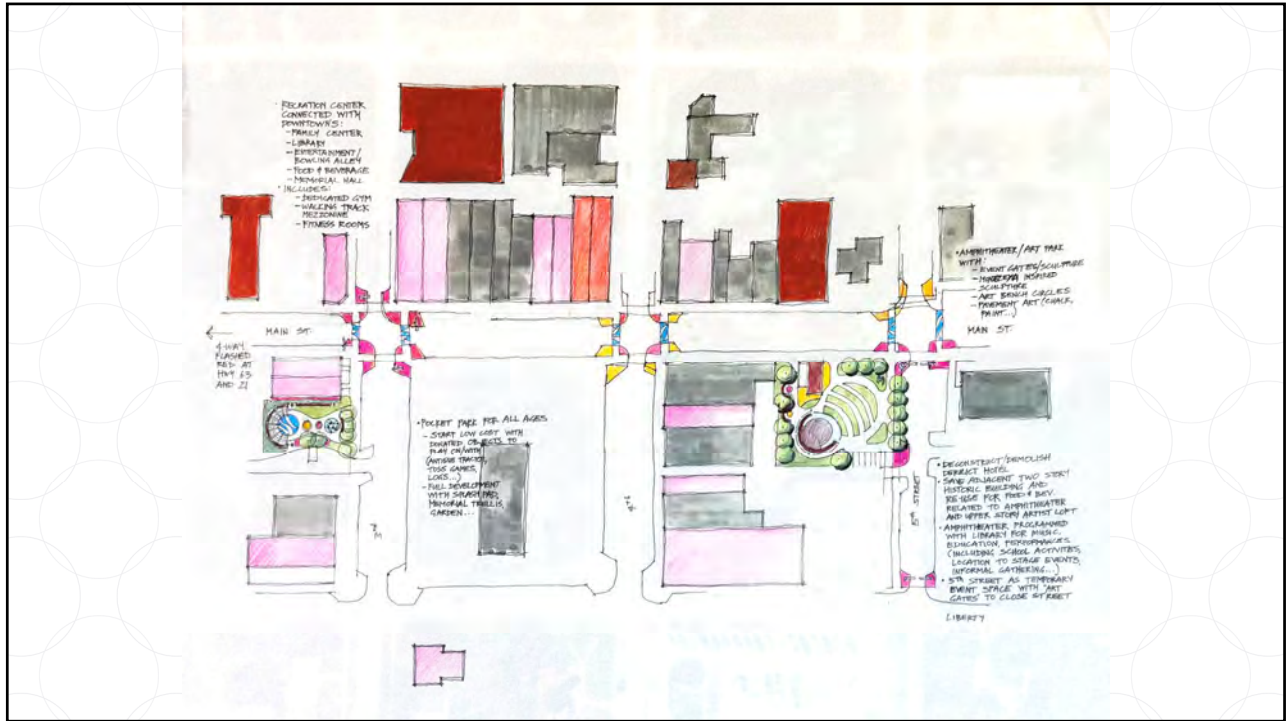 • RECRATION CENTER
CONNECTED WITH
DOWNTOWNS:
- FAMILY CENTER
- LIBRARY
- ENTERTAINMENT/
BOWLING ALLEY
- FOOD & BEVERAGE
- MEMORIAL HALL
• INCLUDES:
- DEDICATED GYM
- WALKING TRACK
MEZZONINE
- FITNESS ROOMS
• AMPHITHEATER/ART PARK
WITH:
- EVENT GATES/SCULPTURE
INSPIRED
SCULPTURE
- ART BENCH CIRCLES
- PAVEMENT ART (CHALK,
PAINT...)
MAIN ST.
MAIN ST.
4-WAY
FLASHED
RED AT
HWY 63
AND 21
• POCKET PARK FOR ALL AGES
- START LOW COST WITH
DONATED OBJECTS TO
PLAY ON/WITH
(ANTIQUE TRACTOR,
TOSS GAMES,
LOGS...)
- FULL DEVELOPMENT
WITH SPLASH PAD,
MEMORIAL TRELLIS,
GARDEN...
5TH STREET
• DECONSTRUCT/DEMOLISH
DERELICT HOTEL
• SAVE ADJACENT TWO STORY
HISTORIC BUILDING AND
RE-USE FOR FOOD & BEV.
RELATED TO AMPHITHEATER
AND UPPER STORY ARTIST LOFT
• AMPHITHEATER PROGRAMMED
WITH LIBRARY FOR MUSIC,
EDUCATION, PERFORMANCES
(INCLUDING SCHOOL ACTIVITIES,
LOCATION TO STAGE EVENTS,
INFORMAL GATHERING...)
• 5TH STREET AS TEMPORARY
EVENT SPACE WITH 'ART
GATES' TO CLOSE STREET
LIBERTY